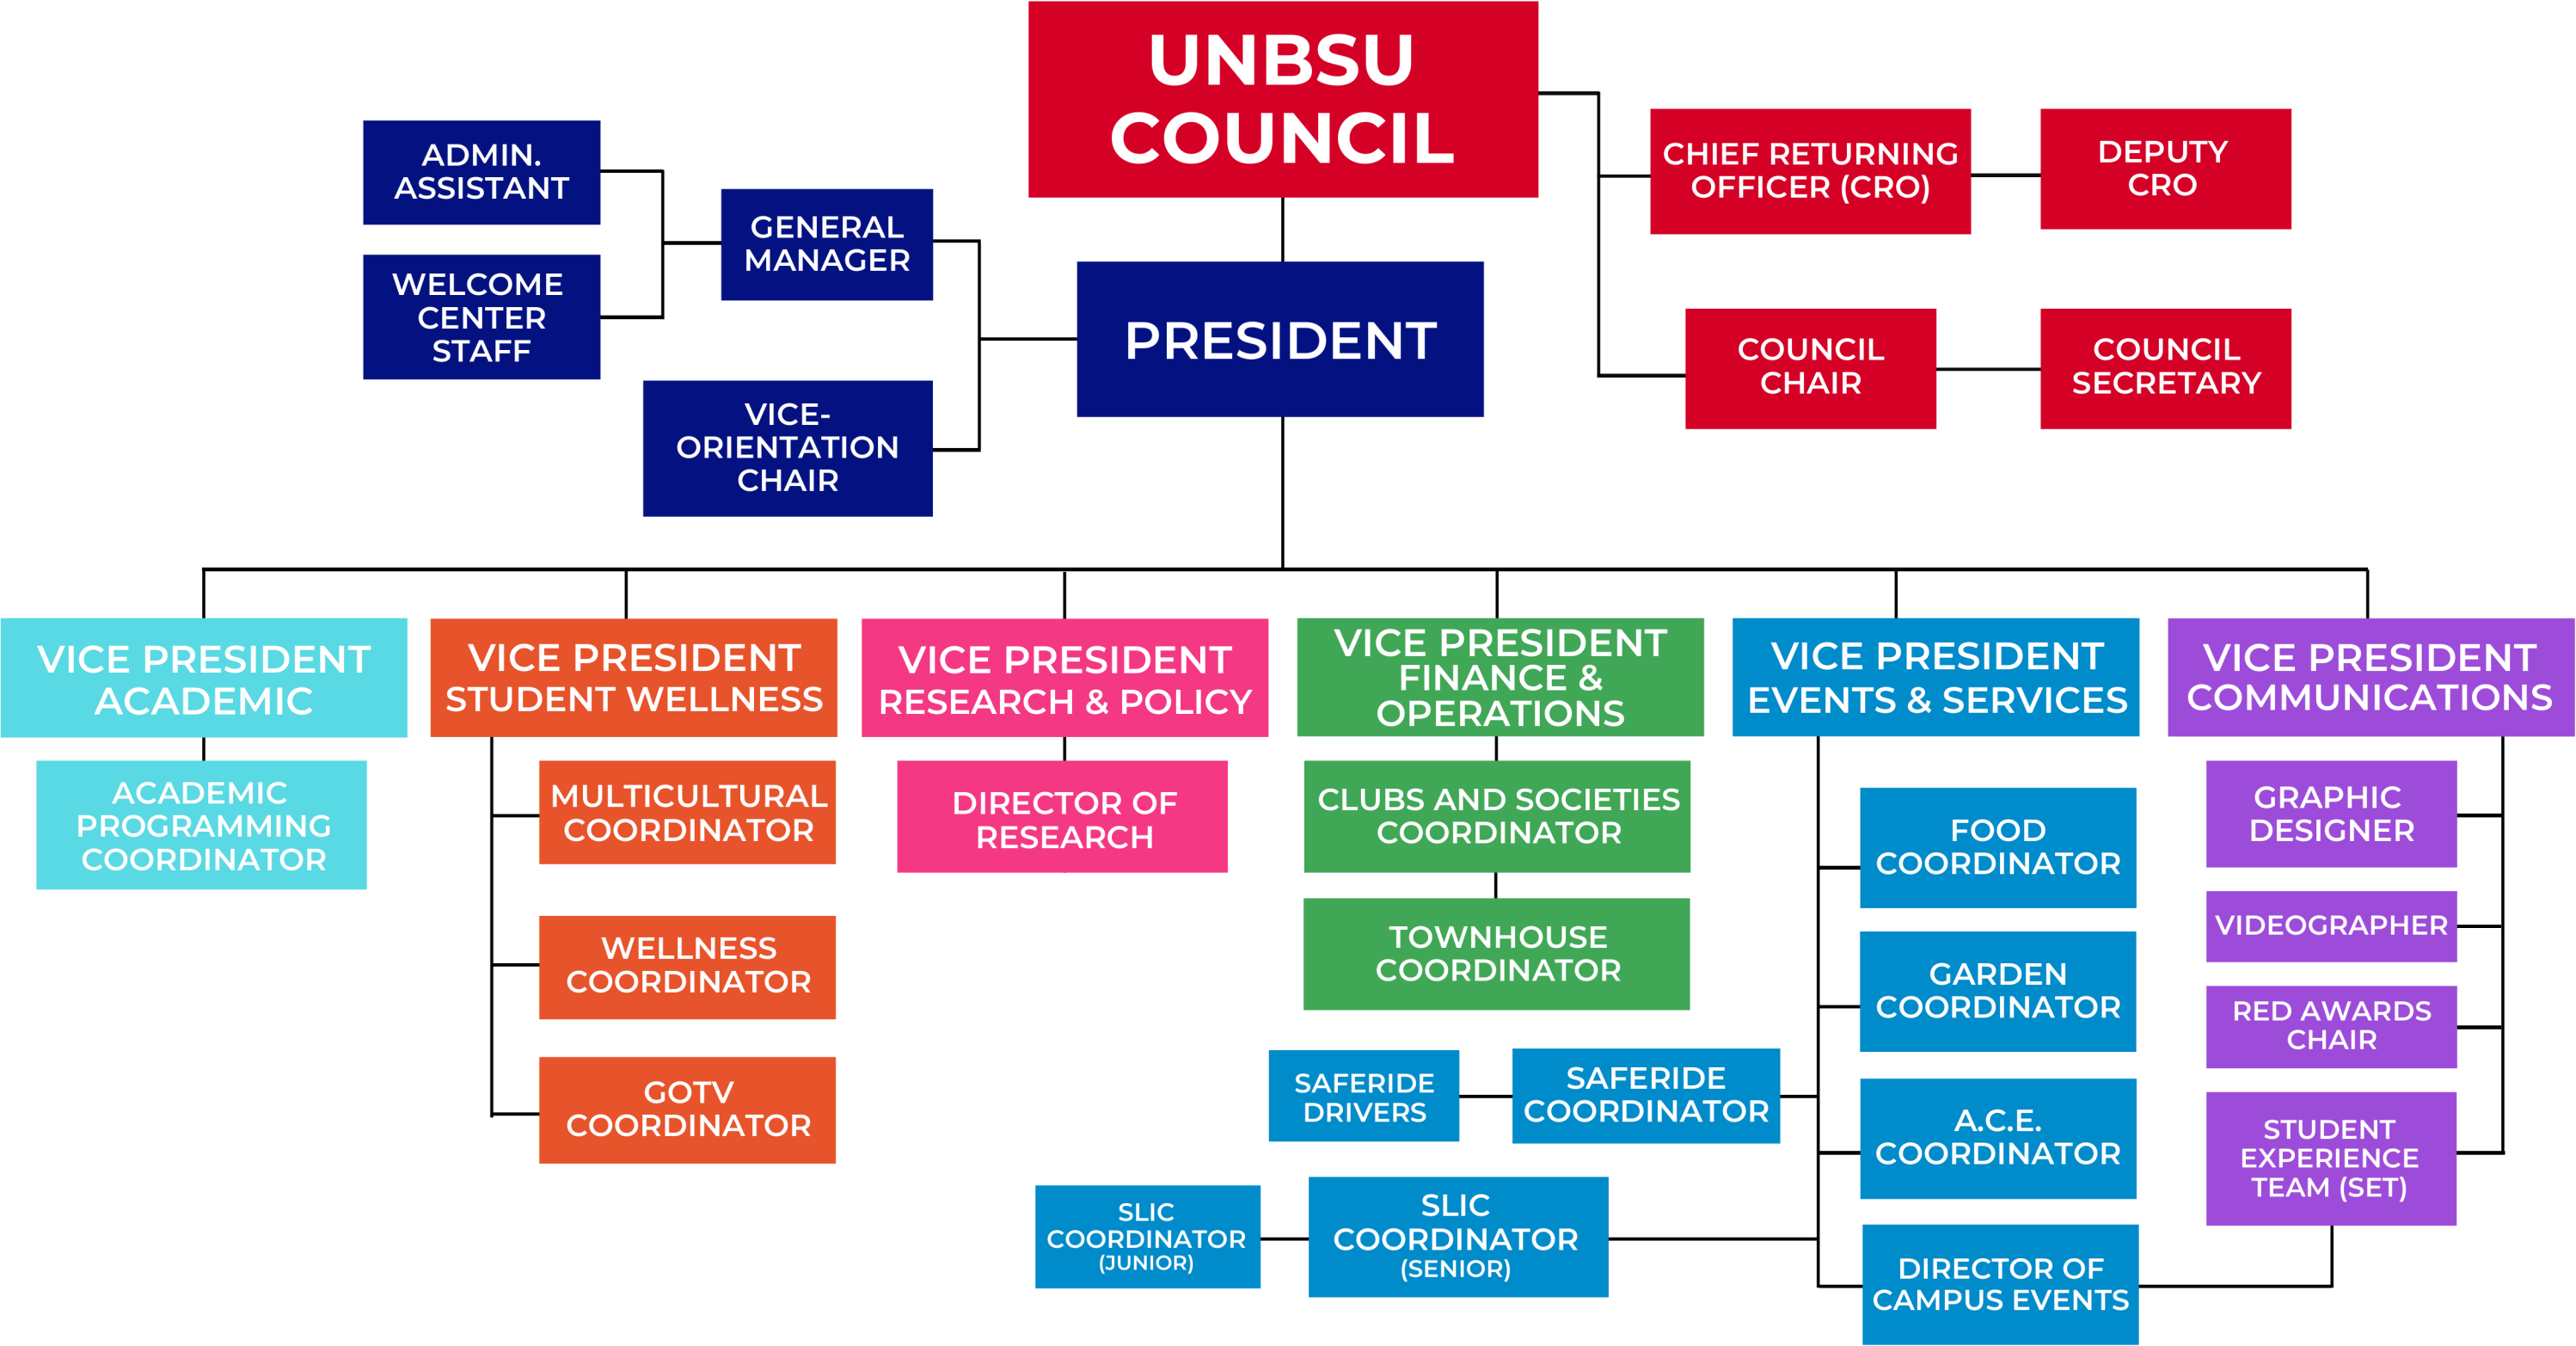 UNBSU
COUNCIL
ADMIN.
ASSISTANT
WELCOME
CENTER
STAFF
GENERAL
MANAGER
VICE-
ORIENTATION
CHAIR
PRESIDENT
CHIEF RETURNING
OFFICER (CRO)
DEPUTY
CRO
COUNCIL
CHAIR
COUNCIL
SECRETARY
VICE PRESIDENT
ACADEMIC
ACADEMIC
PROGRAMMING
COORDINATOR
VICE PRESIDENT
STUDENT WELLNESS
MULTICULTURAL
COORDINATOR
WELLNESS
COORDINATOR
GOTV
COORDINATOR
VICE PRESIDENT
RESEARCH & POLICY
DIRECTOR OF
RESEARCH
VICE PRESIDENT
FINANCE &
OPERATIONS
CLUBS AND SOCIETIES
COORDINATOR
TOWNHOUSE
COORDINATOR
VICE PRESIDENT
EVENTS & SERVICES
FOOD
COORDINATOR
GARDEN
COORDINATOR
SAFERIDE
DRIVERS
SAFERIDE
COORDINATOR
A.C.E.
COORDINATOR
SLIC
COORDINATOR
(JUNIOR)
SLIC
COORDINATOR
(SENIOR)
DIRECTOR OF
CAMPUS EVENTS
VICE PRESIDENT
COMMUNICATIONS
GRAPHIC
DESIGNER
VIDEOGRAPHER
RED AWARDS
CHAIR
STUDENT
EXPERIENCE
TEAM (SET)